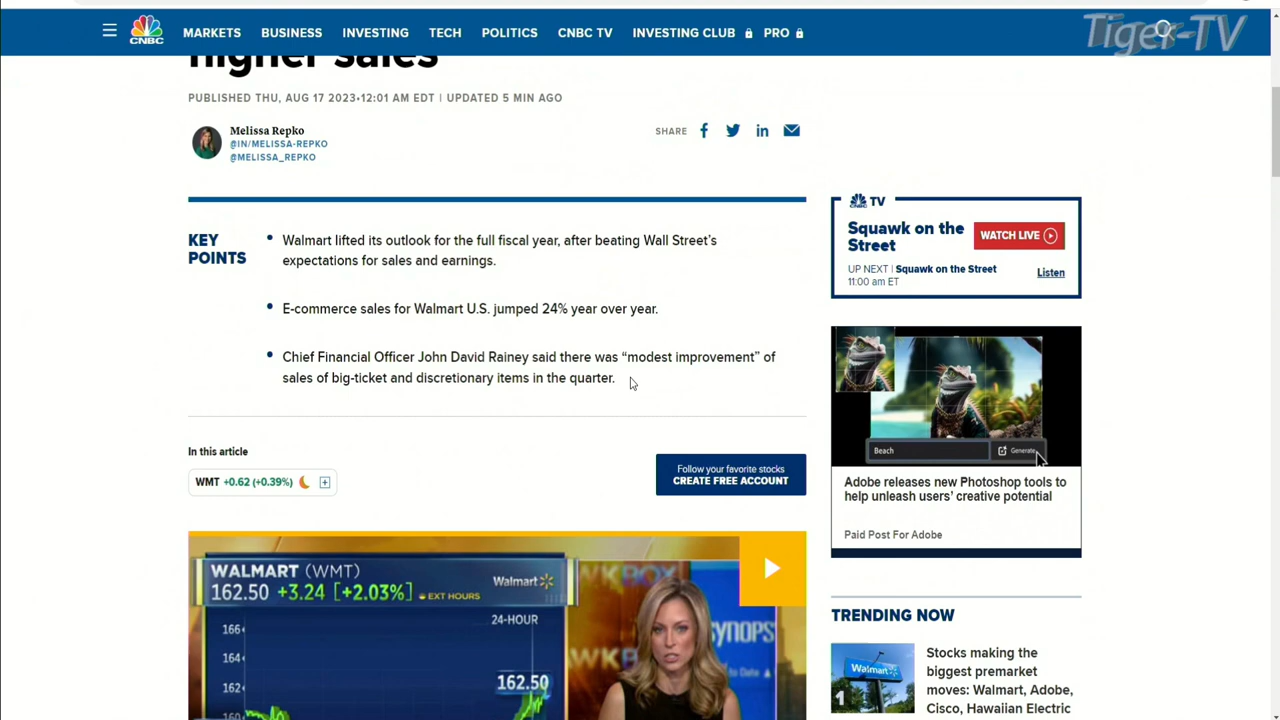 CNBC
MARKETS
BUSINESS
INVESTING
TECH
POLITICS
CNBC TV
INVESTING CLUB
PRO
Tiger-TV
higher sales
PUBLISHED THU, AUG 17 2023•12:01 AM EDT | UPDATED 5 MIN AGO
Melissa Repko
@IN/MELISSA-REPKO
@MELISSA_REPKO
SHARE
KEY
POINTS
• Walmart lifted its outlook for the full fiscal year, after beating Wall Street’s
expectations for sales and earnings.
• E-commerce sales for Walmart U.S. jumped 24% year over year.
• Chief Financial Officer John David Rainey said there was “modest improvement” of
sales of big-ticket and discretionary items in the quarter.
In this article
WMT +0.62 (+0.39%)
Follow your favorite stocks
CREATE FREE ACCOUNT
WALMART (WMT)
162.50 +3.24 [+2.03%] EXT HOURS
Walmart
24-HOUR
166
164
162
160
162.50
TV
Squawk on the
Street
WATCH LIVE
UP NEXT | Squawk on the Street
11:00 am ET
Listen
Beach
Generate
Adobe releases new Photoshop tools to
help unleash users’ creative potential
Paid Post For Adobe
TRENDING NOW
Walmart
1
Stocks making the
biggest premarket
moves: Walmart, Adobe,
Cisco, Hawaiian Electric